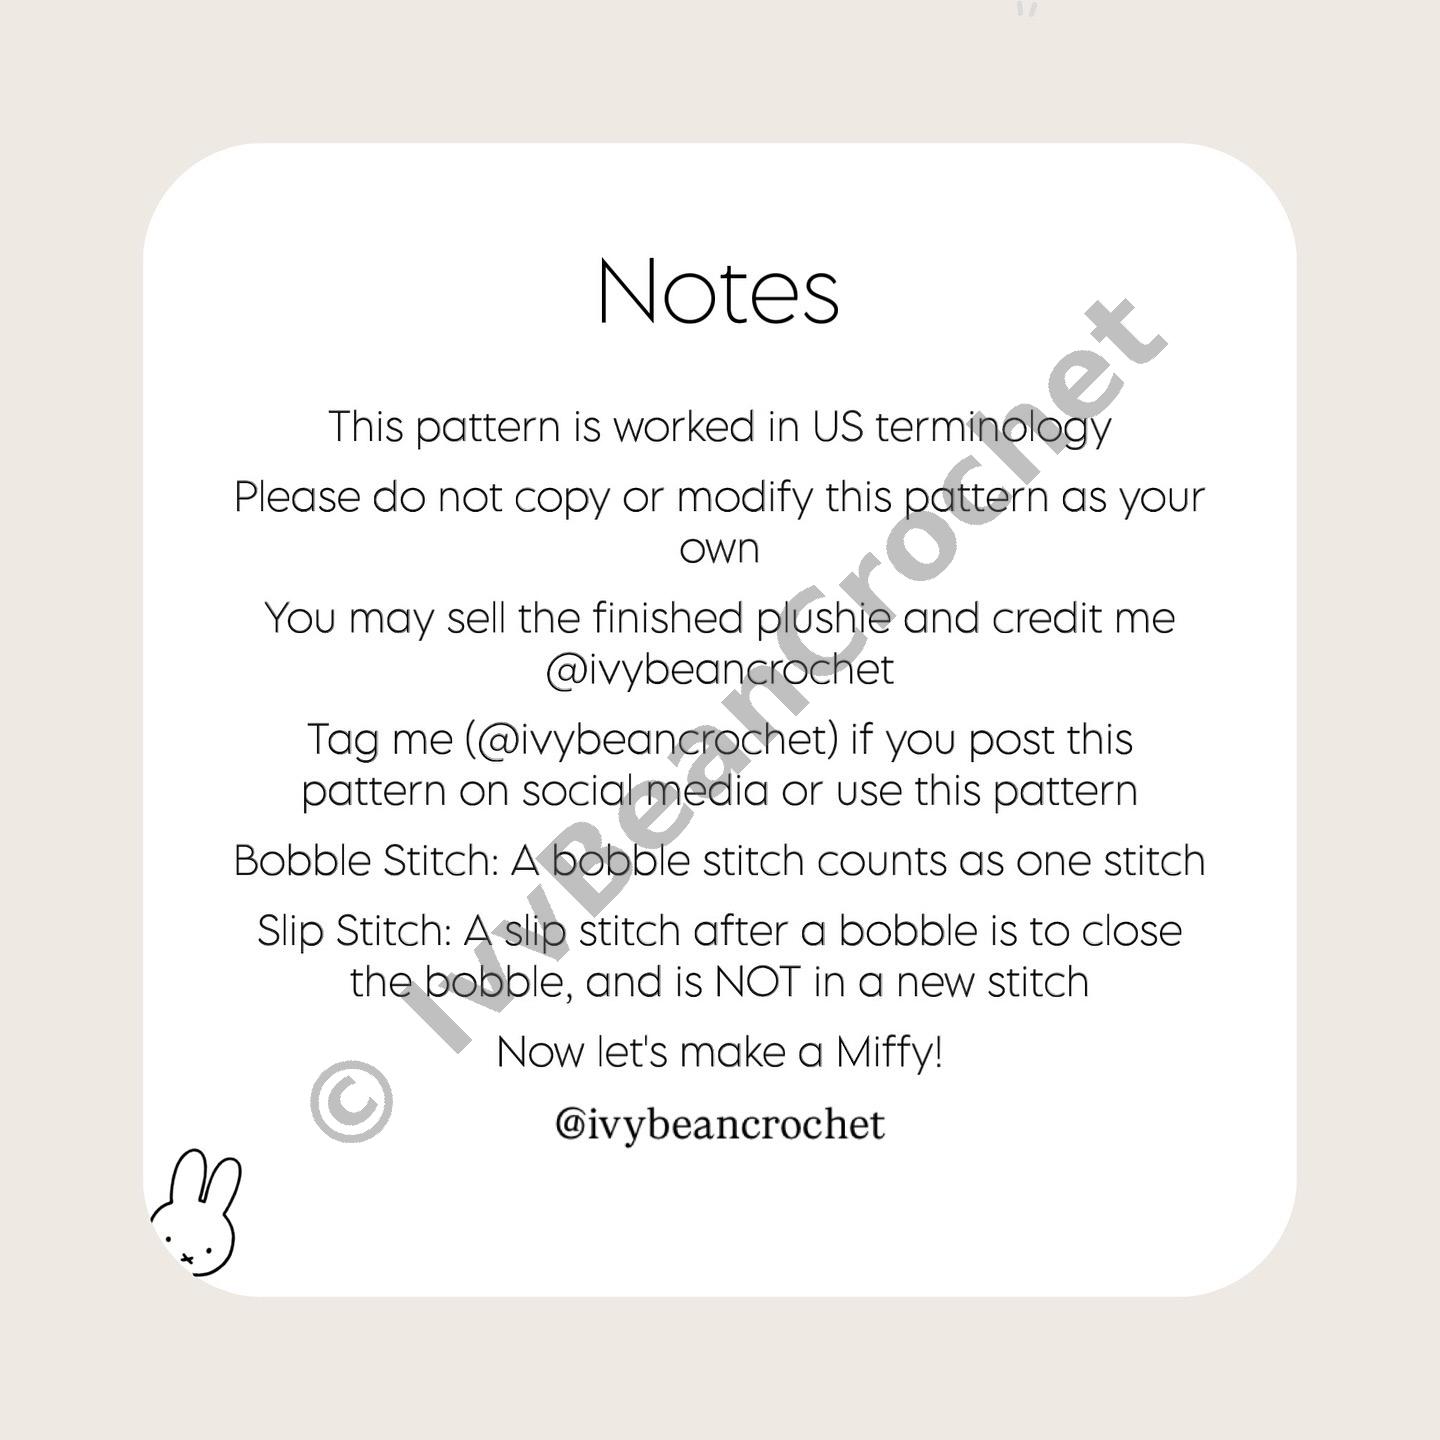 Notes
This pattern is worked in US terminology
Please do not copy or modify this pattern as your
own
You may sell the finished plushie and credit me
@ivybeancrochet
Tag me (@ivybeancrochet) if you post this
pattern on social media or use this pattern
Bobble Stitch: A bobble stitch counts as one stitch
Slip Stitch: A slip stitch after a bobble is to close
the bobble, and is NOT in a new stitch
Now let's make a Miffy!
@ivybeancrochet
© IvyBeanCrochet